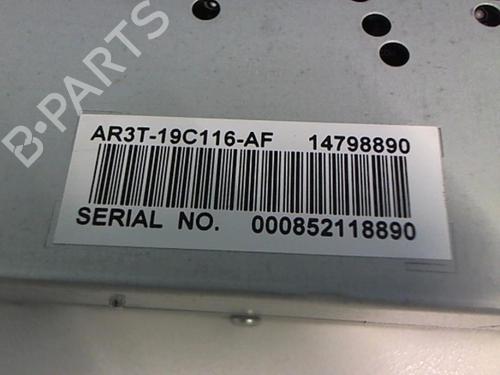 B-PARTS
AR3T-19C116-AF 14798890
SERIAL NO. 000852118890